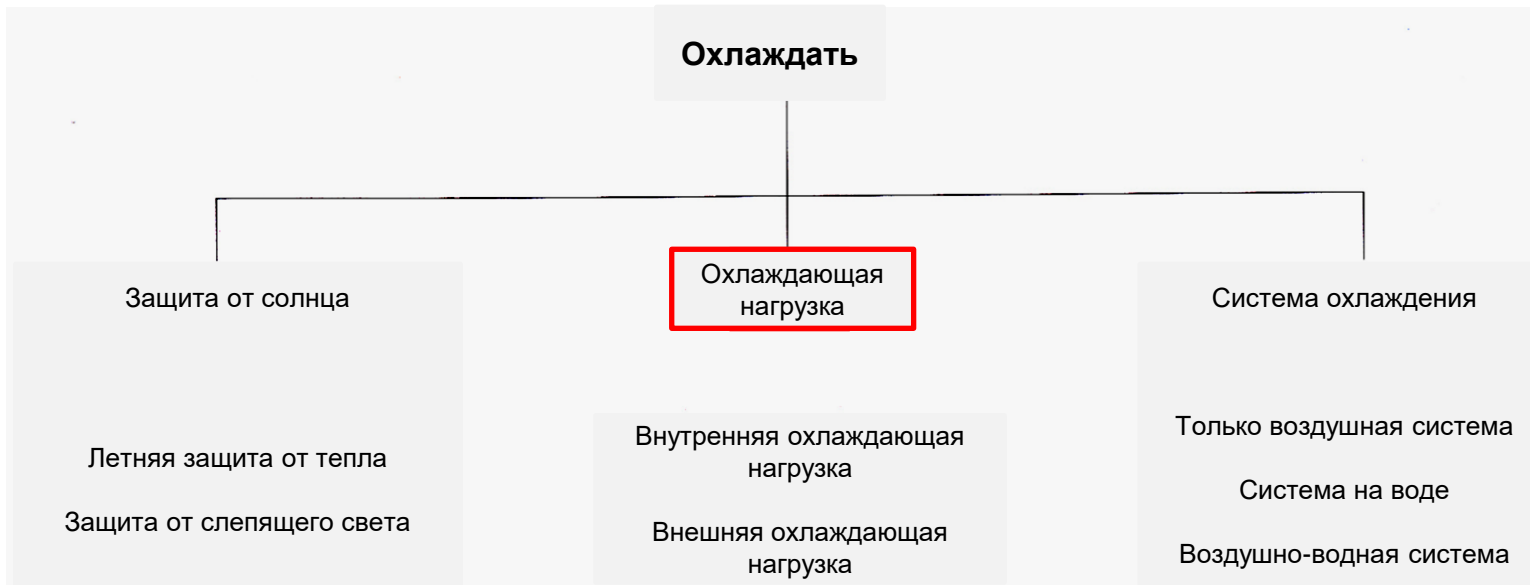 Охлаждать
Защита от солнца
Летняя защита от тепла
Защита от слепящего света
Охлаждающая
нагрузка
Внутренняя охлаждающая
нагрузка
Внешняя охлаждающая
нагрузка
Система охлаждения
Только воздушная система
Система на воде
Воздушно-водная система